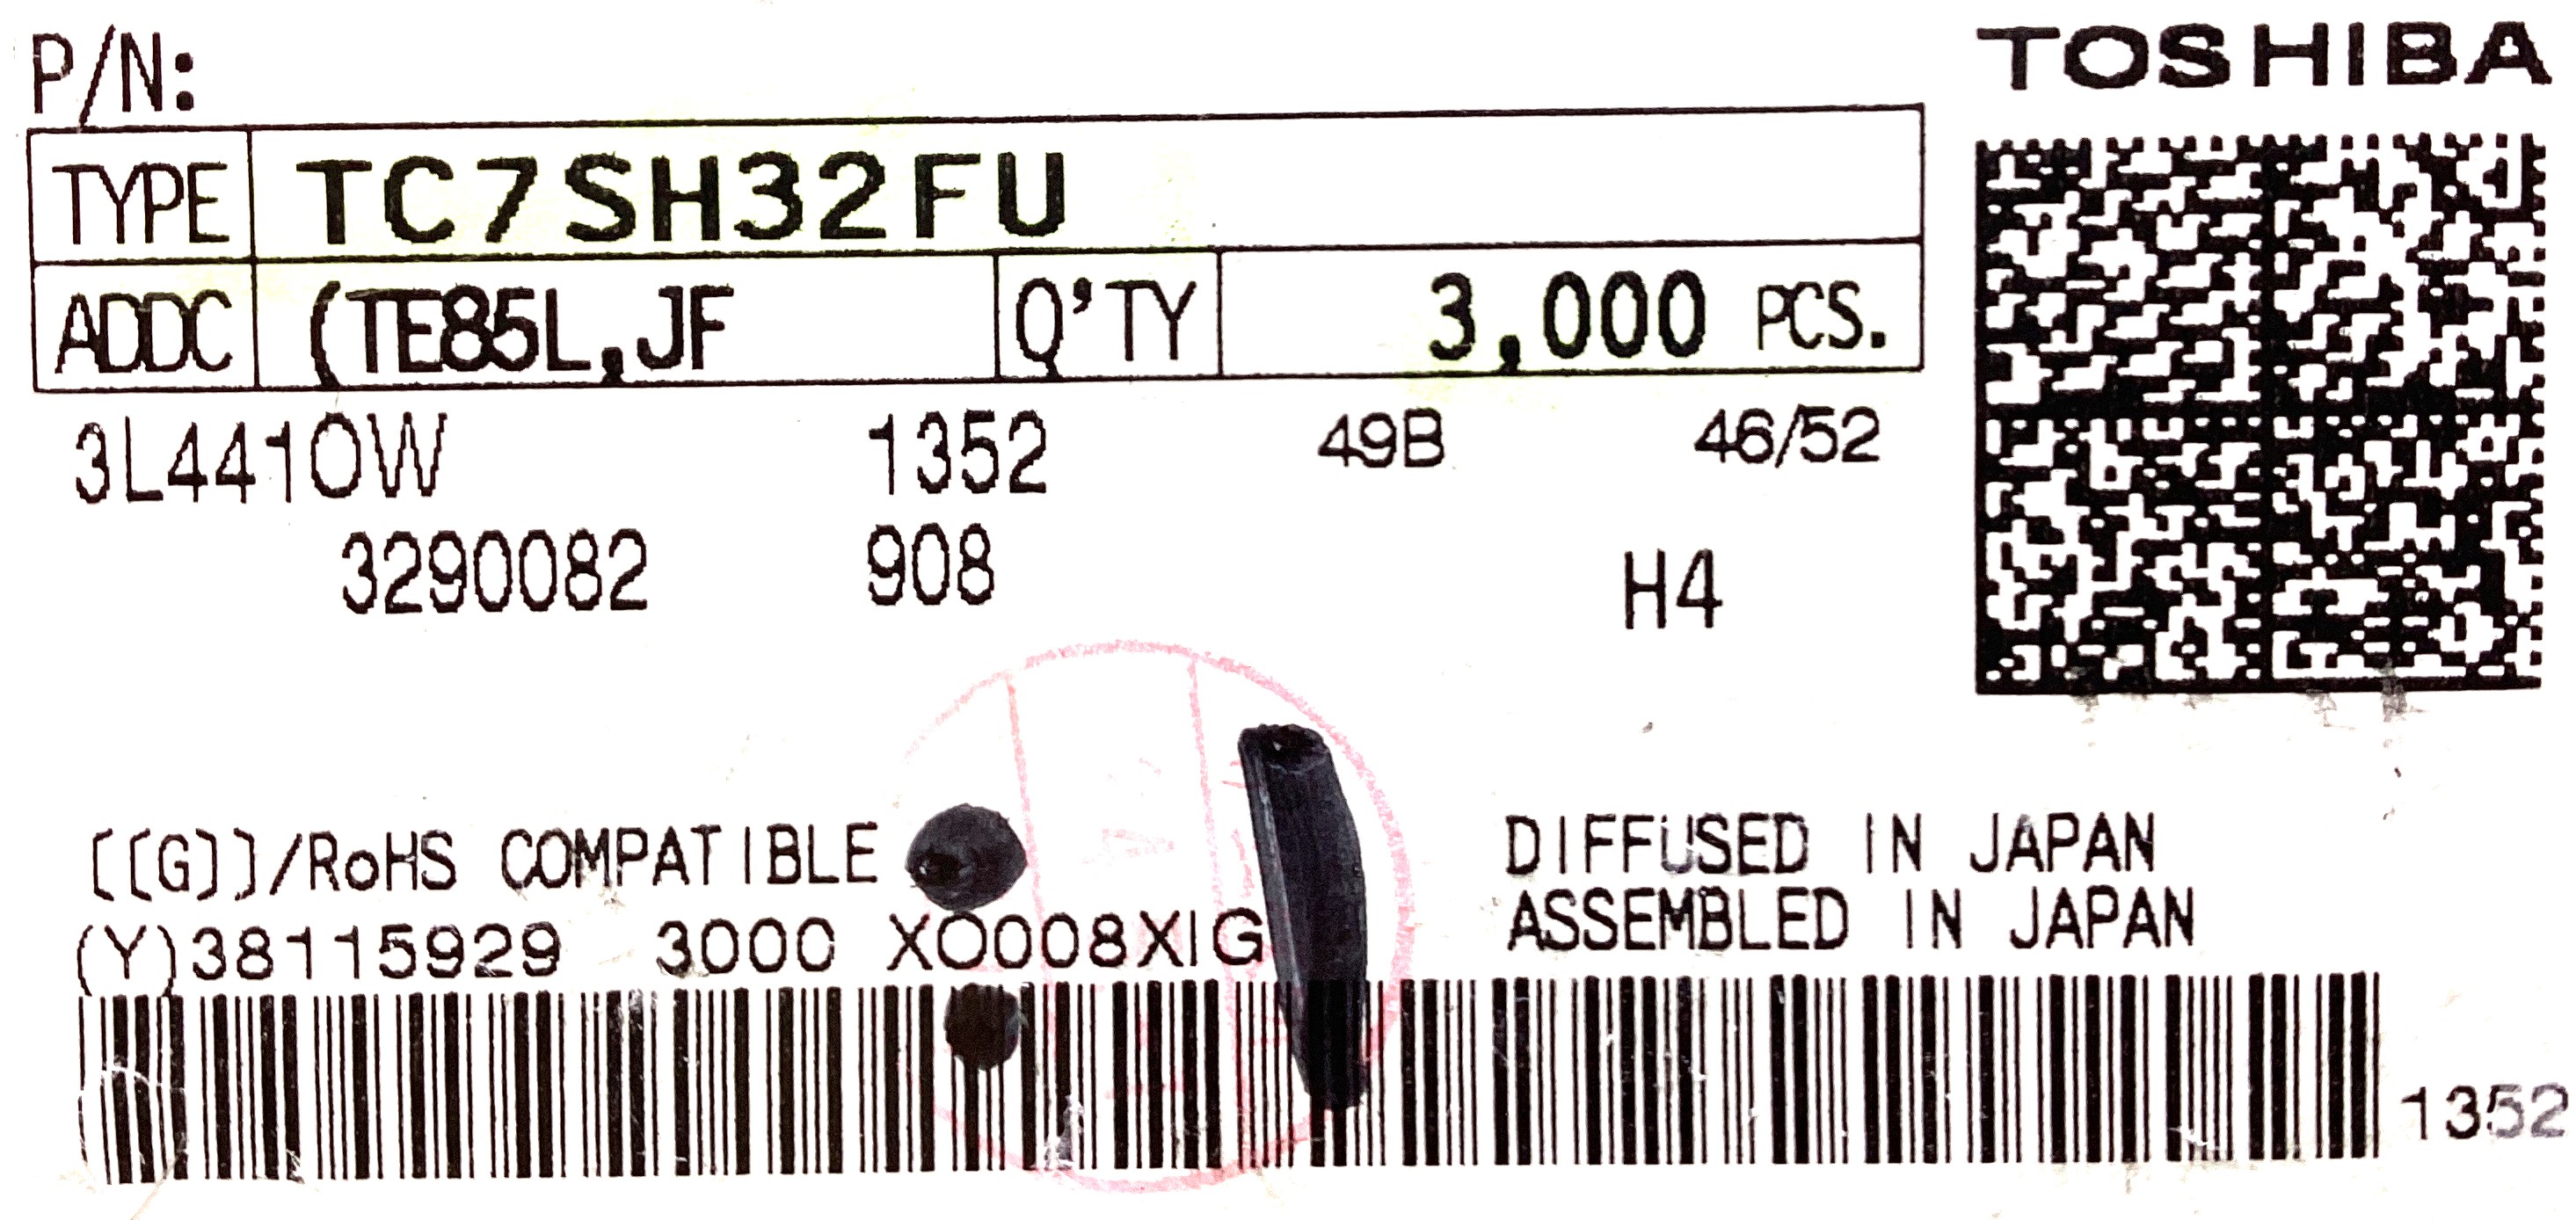 P/N:
TOSHIBA
TYPE TC7SH32FU
ADDC (TE85L,JF Q'TY 3,000 PCS.
3L4410W 1352 49B 46/52
3290082 908 H4
[[G]]/RoHS COMPATIBLE
DIFFUSED IN JAPAN
ASSEMBLED IN JAPAN
(Y)38115929 3000 X0008XIG
1352